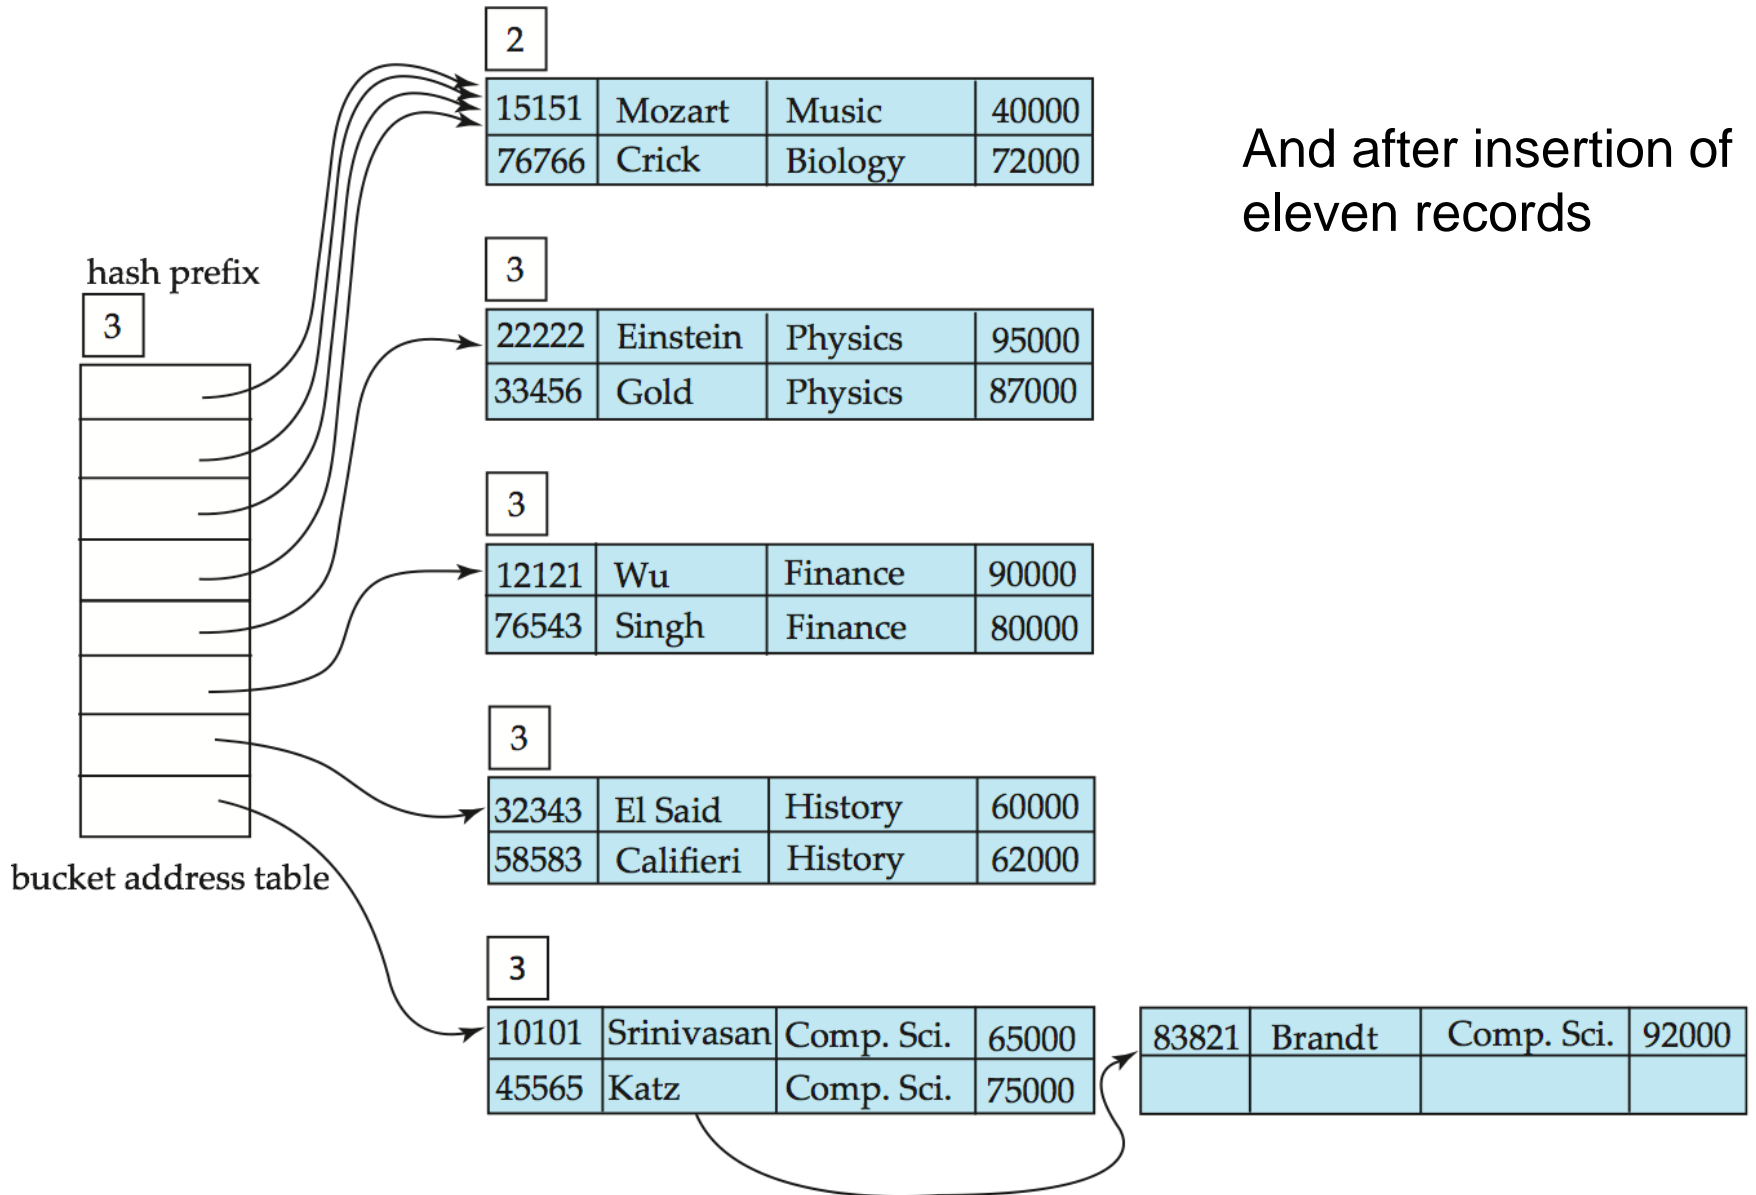 And after insertion of
eleven records
hash prefix
3
bucket address table
2
15151 Mozart Music 40000
76766 Crick Biology 72000
3
22222 Einstein Physics 95000
33456 Gold Physics 87000
3
12121 Wu Finance 90000
76543 Singh Finance 80000
3
32343 El Said History 60000
58583 Califieri History 62000
3
10101 Srinivasan Comp. Sci. 65000
45565 Katz Comp. Sci. 75000
83821 Brandt Comp. Sci. 92000